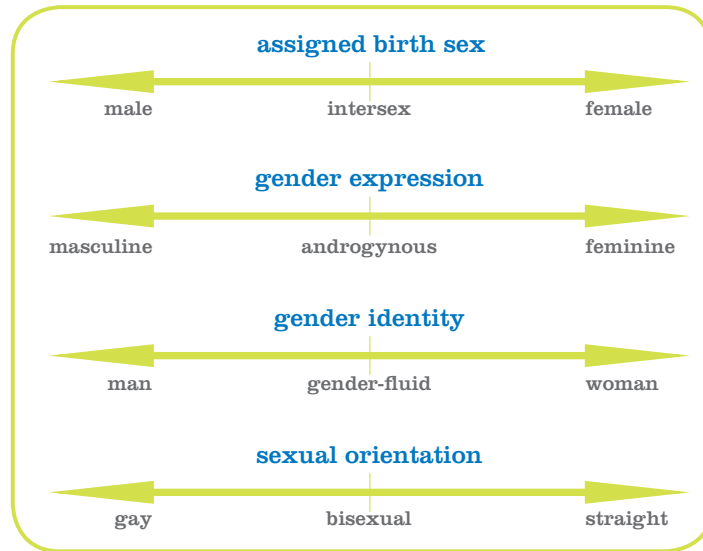 assigned birth sex
male intersex female
gender expression
masculine androgynous feminine
gender identity
man gender-fluid woman
sexual orientation
gay bisexual straight